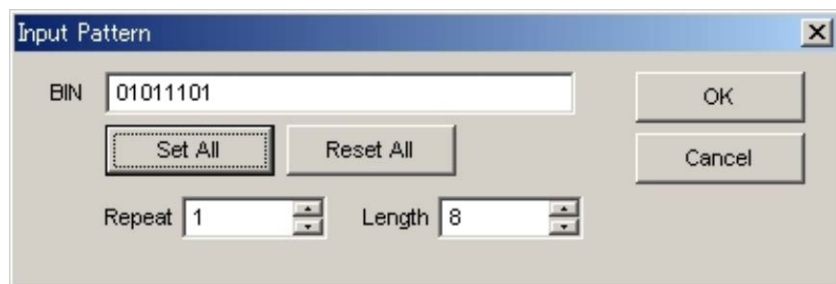 Input Pattern
BIN 01011101 OK
Set All Reset All Cancel
Repeat 1 Length 8